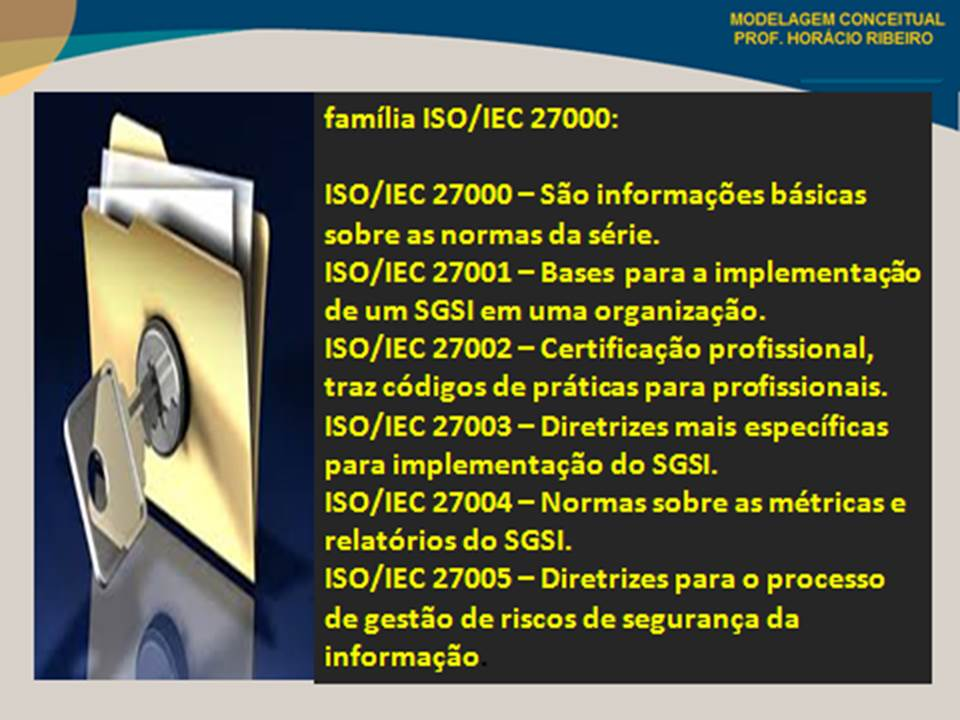 MODELAGEM CONCEITUAL
PROF. HORÁCIO RIBEIRO
família ISO/IEC 27000:
ISO/IEC 27000 – São informações básicas
sobre as normas da série.
ISO/IEC 27001 – Bases para a implementação
de um SGSI em uma organização.
ISO/IEC 27002 – Certificação profissional,
traz códigos de práticas para profissionais.
ISO/IEC 27003 – Diretrizes mais específicas
para implementação do SGSI.
ISO/IEC 27004 – Normas sobre as métricas e
relatórios do SGSI.
ISO/IEC 27005 – Diretrizes para o processo
de gestão de riscos de segurança da
informação.